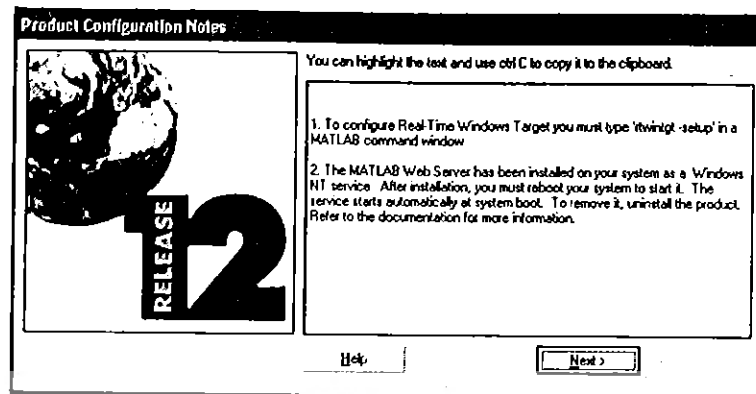 Product Configuration Notes
You can highlight the text and use ctrl C to copy it to the clipboard.
1. To configure Real-Time Windows Target you must type 'rtwintgt -setup' in a
MATLAB command window
2. The MATLAB Web Server has been installed on your system as a Windows
NT service. After installation, you must reboot your system to start it. The
service starts automatically at system boot. To remove it, uninstall the product.
Refer to the documentation for more information.
RELEASE
12
Help
Next >